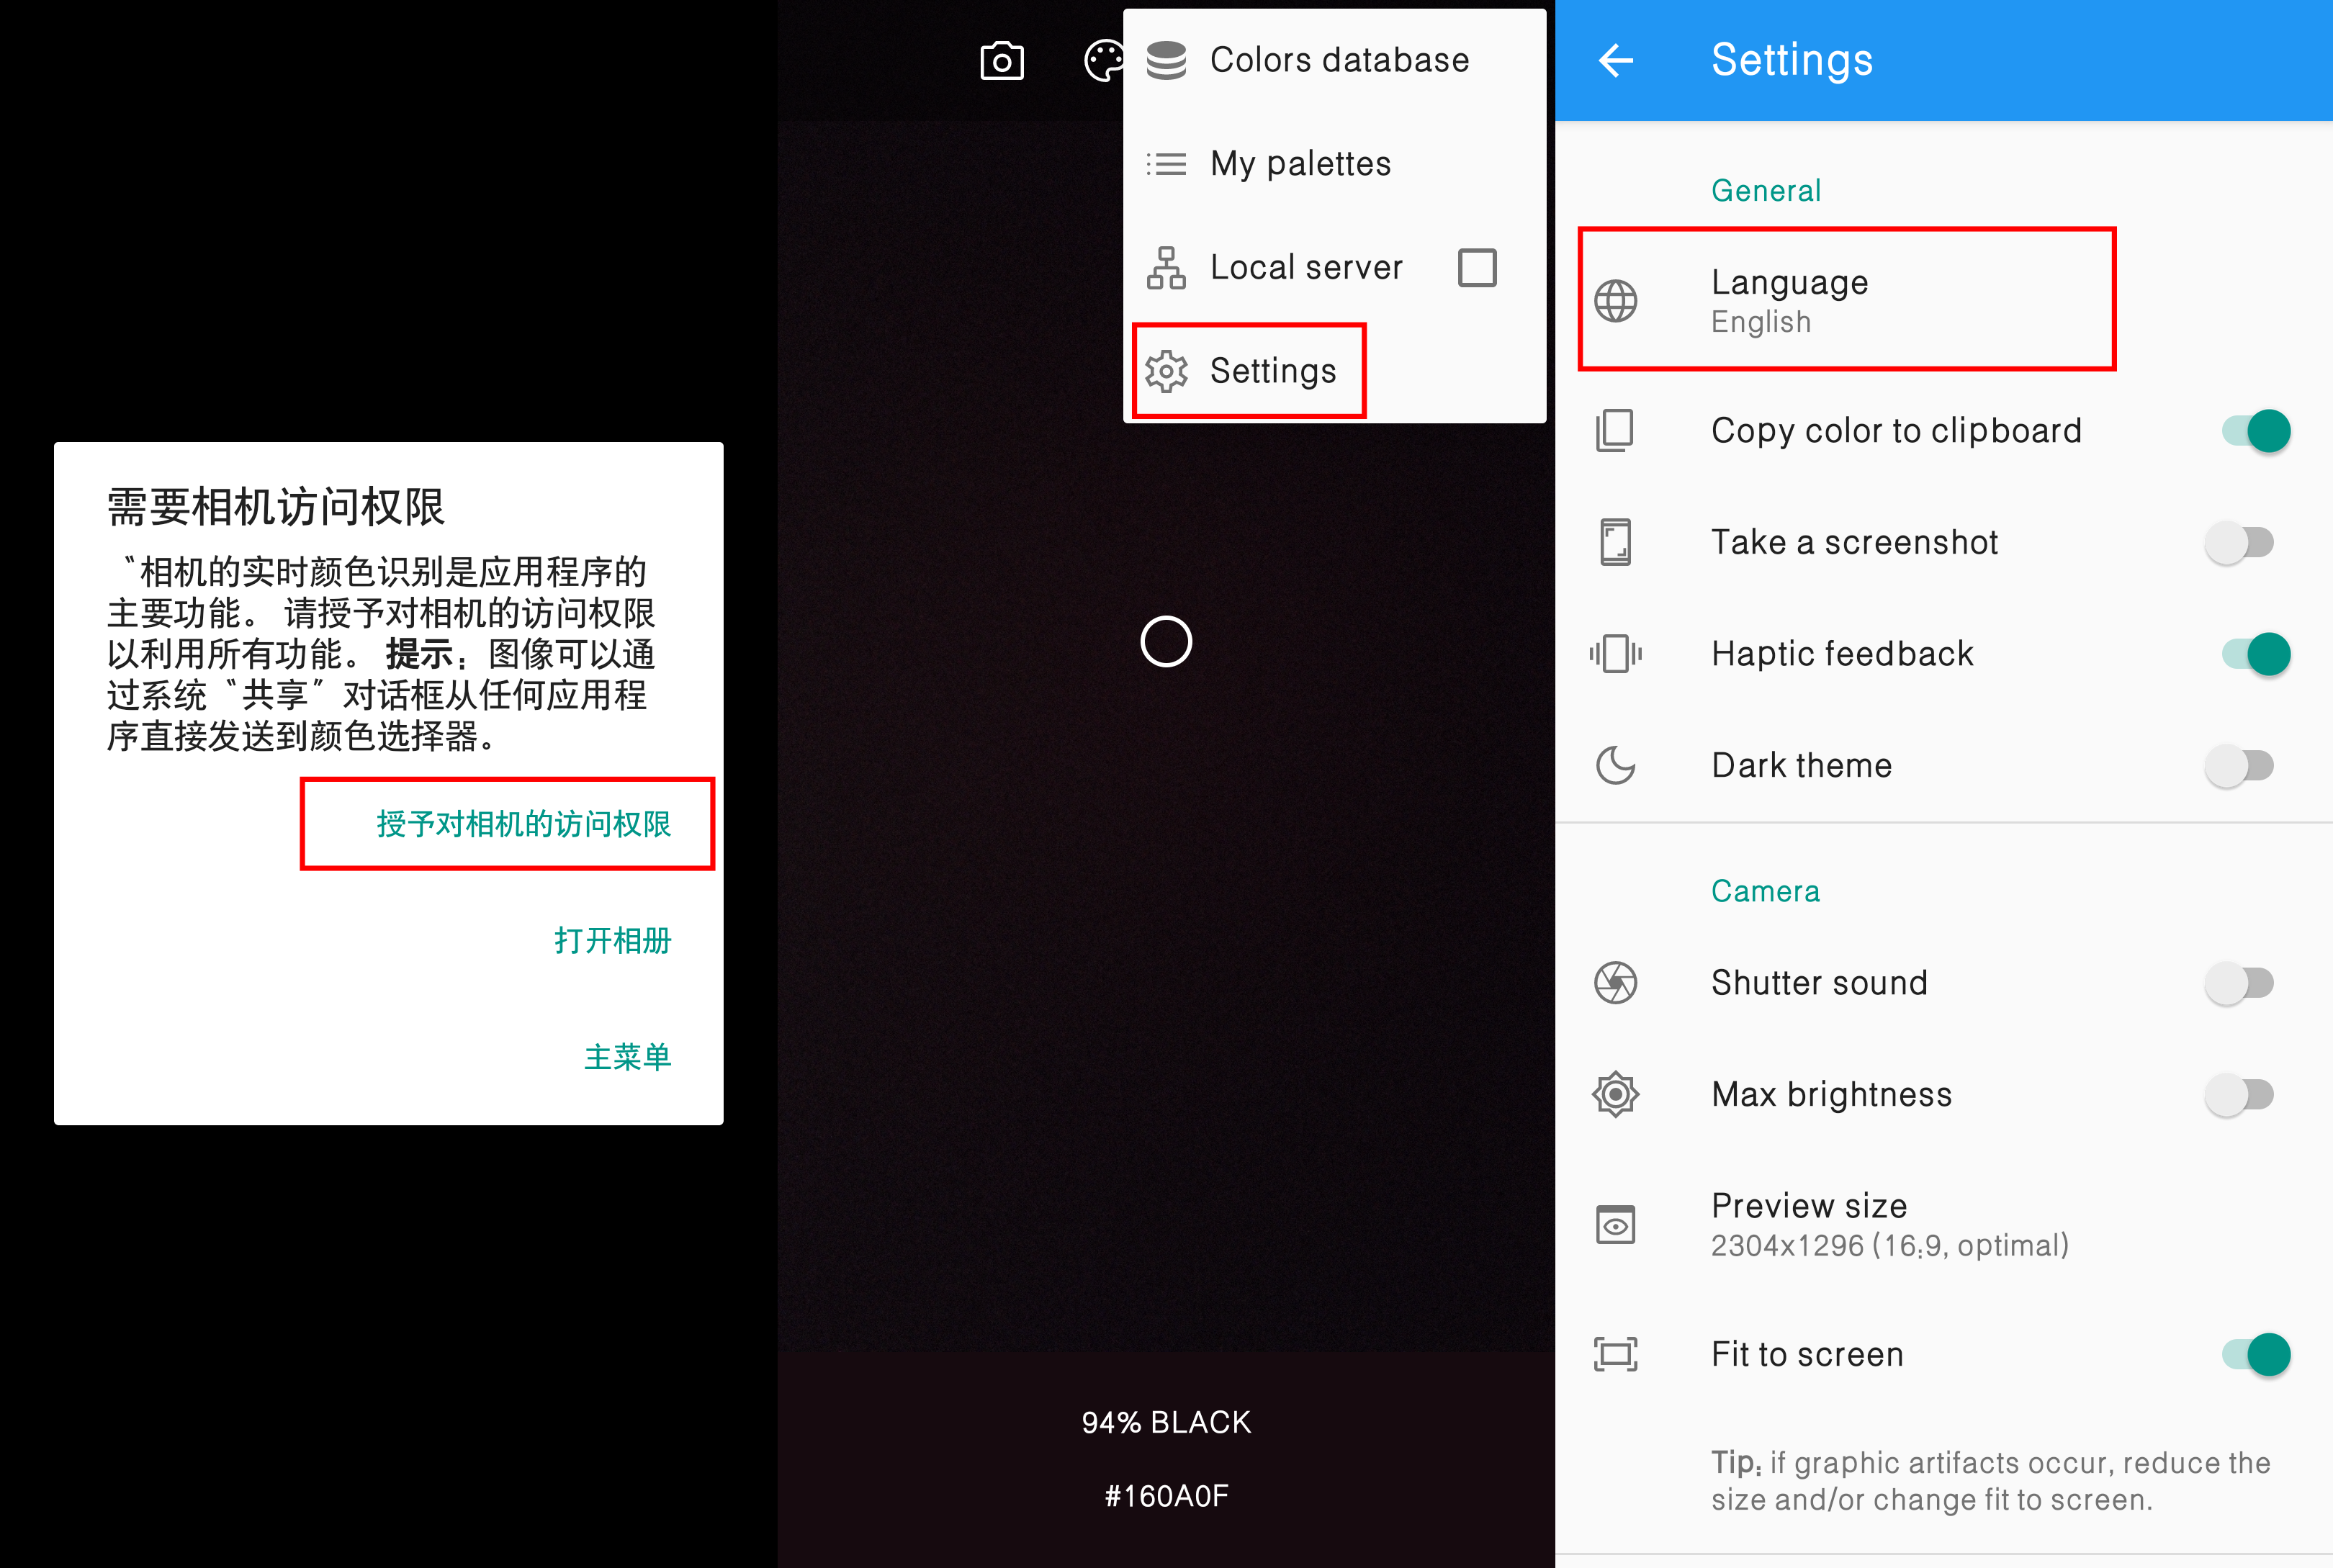 需要相机访问权限
“相机的实时颜色识别是应用程序的
主要功能。 请授予对相机的访问权限
以利用所有功能。 提示：图像可以通
过系统“共享”对话框从任何应用程
序直接发送到颜色选择器。
授予对相机的访问权限
打开相册
主菜单
Colors database
My palettes
Local server
Settings
94% BLACK
#160A0F
Settings
General
Language
English
Copy color to clipboard
Take a screenshot
Haptic feedback
Dark theme
Camera
Shutter sound
Max brightness
Preview size
2304x1296 (16:9, optimal)
Fit to screen
Tip: if graphic artifacts occur, reduce the
size and/or change fit to screen.